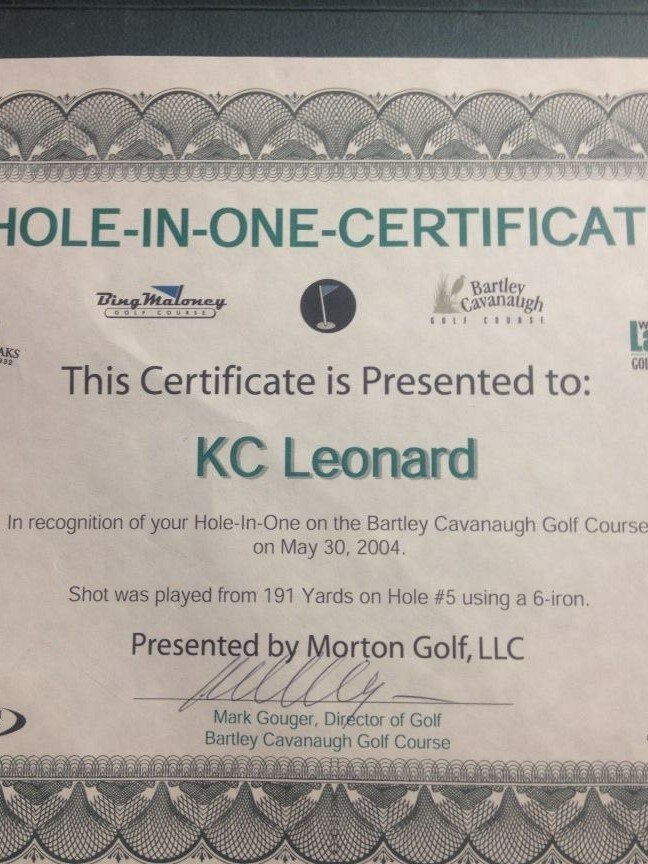 HOLE-IN-ONE-CERTIFICAT
Bing Maloney
GOLF COURSE
Bartley
Cavanaugh
GOLF COURSE
AKS
932
W
La
GOL
This Certificate is Presented to:
KC Leonard
In recognition of your Hole-In-One on the Bartley Cavanaugh Golf Course
on May 30, 2004.
Shot was played from 191 Yards on Hole #5 using a 6-iron.
Presented by Morton Golf, LLC
Mark Gouger, Director of Golf
Bartley Cavanaugh Golf Course